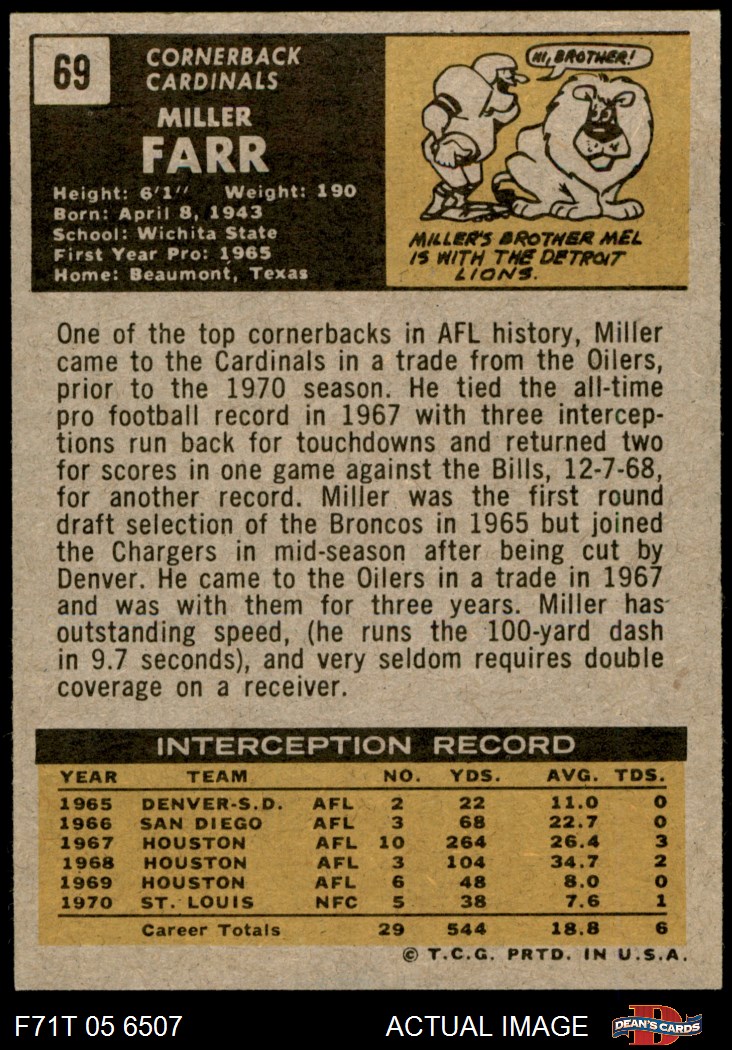 69
CORNERBACK
CARDINALS
MILLER
FARR
Height: 6'1" Weight: 190
Born: April 8, 1943
School: Wichita State
First Year Pro: 1965
Home: Beaumont, Texas
HI, BROTHER!
MILLER'S BROTHER MEL
IS WITH THE DETROIT
LIONS.
One of the top cornerbacks in AFL history, Miller
came to the Cardinals in a trade from the Oilers,
prior to the 1970 season. He tied the all-time
pro football record in 1967 with three intercep-
tions run back for touchdowns and returned two
for scores in one game against the Bills, 12-7-68,
for another record. Miller was the first round
draft selection of the Broncos in 1965 but joined
the Chargers in mid-season after being cut by
Denver. He came to the Oilers in a trade in 1967
and was with them for three years. Miller has
outstanding speed, (he runs the 100-yard dash
in 9.7 seconds), and very seldom requires double
coverage on a receiver.
INTERCEPTION RECORD
YEAR TEAM NO. YDS. AVG. TDS.
1965 DENVER-S.D. AFL 2 22 11.0 0
1966 SAN DIEGO AFL 3 68 22.7 0
1967 HOUSTON AFL 10 264 26.4 3
1968 HOUSTON AFL 3 104 34.7 2
1969 HOUSTON AFL 6 48 8.0 0
1970 ST. LOUIS NFC 5 38 7.6 1
Career Totals 29 544 18.8 6
© T.C.G. PRTD. IN U.S.A.
F71T 05 6507 ACTUAL IMAGE D DEAN'S CARDS